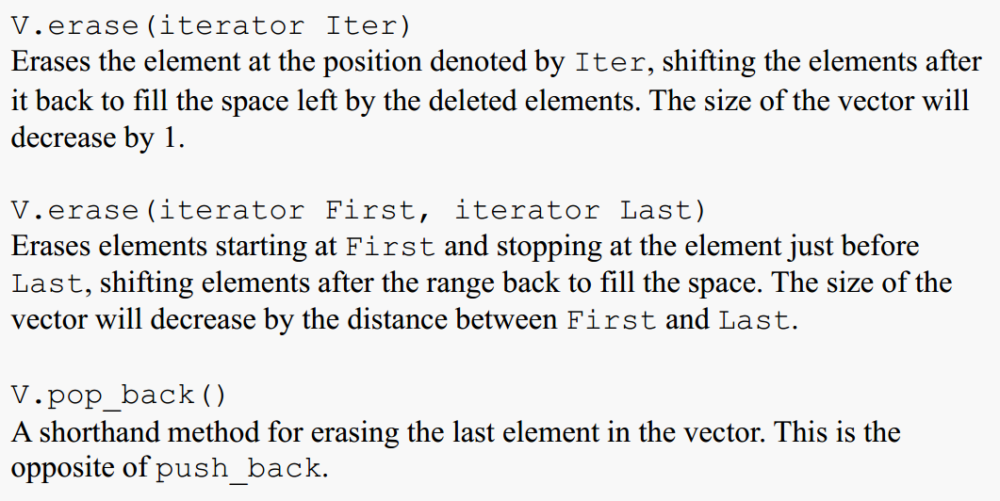 V.erase(iterator Iter)
Erases the element at the position denoted by Iter, shifting the elements after
it back to fill the space left by the deleted elements. The size of the vector will
decrease by 1.
V.erase(iterator First, iterator Last)
Erases elements starting at First and stopping at the element just before
Last, shifting elements after the range back to fill the space. The size of the
vector will decrease by the distance between First and Last.
V.pop_back()
A shorthand method for erasing the last element in the vector. This is the
opposite of push_back.